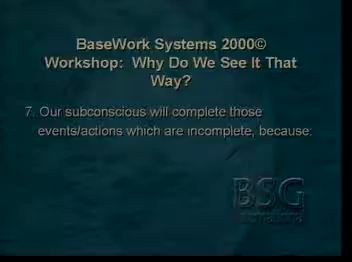 BaseWork Systems 2000©
Workshop:  Why Do We See It That
Way?
7. Our subconscious will complete those
events/actions which are incomplete, because:
BSG